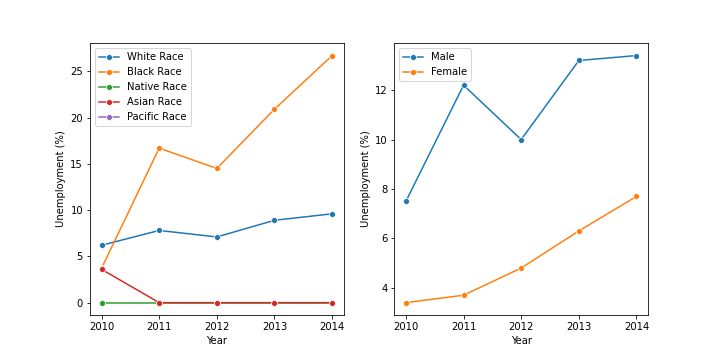 White Race
Black Race
Native Race
Asian Race
Pacific Race
25
20
15
10
5
0
Unemployment (%)
2010 2011 2012 2013 2014
Year
Male
Female
12
10
8
6
4
Unemployment (%)
2010 2011 2012 2013 2014
Year